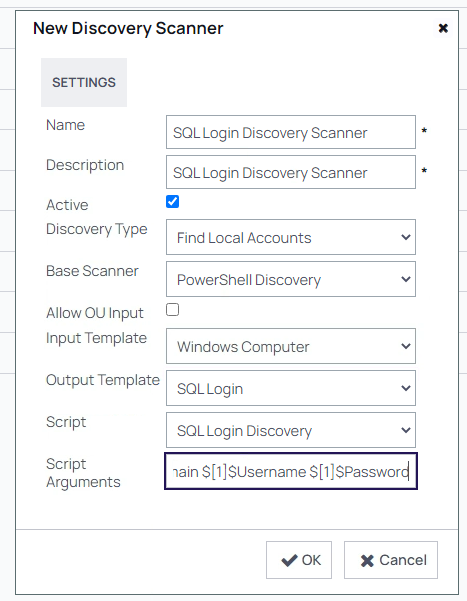 New Discovery Scanner
SETTINGS
Name
SQL Login Discovery Scanner *
Description
SQL Login Discovery Scanner *
Active
Discovery Type
Find Local Accounts
Base Scanner
PowerShell Discovery
Allow OU Input
Input Template
Windows Computer
Output Template
SQL Login
Script
SQL Login Discovery
Script
Arguments
$[1]$Username $[1]$Password
OK
Cancel